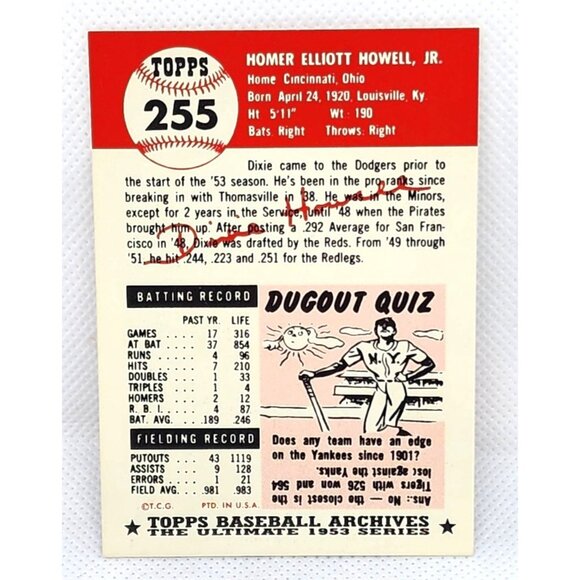 TOPPS
255
HOMER ELLIOTT HOWELL, JR.
Home Cincinnati, Ohio
Born April 24, 1920, Louisville, Ky.
Ht 5'11" Wt 190
Bats. Right Throws. Right
Dixie came to the Dodgers prior
to the start of the '53 season. He's been in the pro ranks since
breaking in with Thomasville in '38. He was in the Minors,
except for 2 years in the Service, until '48 when the Pirates
brought him up. After posting a .292 Average for San Fran-
cisco in '48, Dixie was drafted by the Reds. From '49 through
'51, he hit .244, .223 and .251 for the Redlegs.
Dixie Howell
BATTING RECORD
PAST YR. LIFE
GAMES 17 316
AT BAT 37 854
RUNS 4 96
HITS 7 210
DOUBLES 1 33
TRIPLES 1 4
HOMERS 2 12
R. B. I. 4 87
BAT. AVG. .189 .246
FIELDING RECORD
PUTOUTS 43 1119
ASSISTS 9 128
ERRORS 1 21
FIELD AVG. .981 .983
©T.C.G. PTD. IN U.S.A.
DUGOUT QUIZ
N.Y.
Does any team have an edge
on the Yankees since 1901?
Ans.: No — the closest is the
Tigers with 526 won and 564
lost against the Yanks.
★ TOPPS BASEBALL ARCHIVES ★
THE ULTIMATE 1953 SERIES